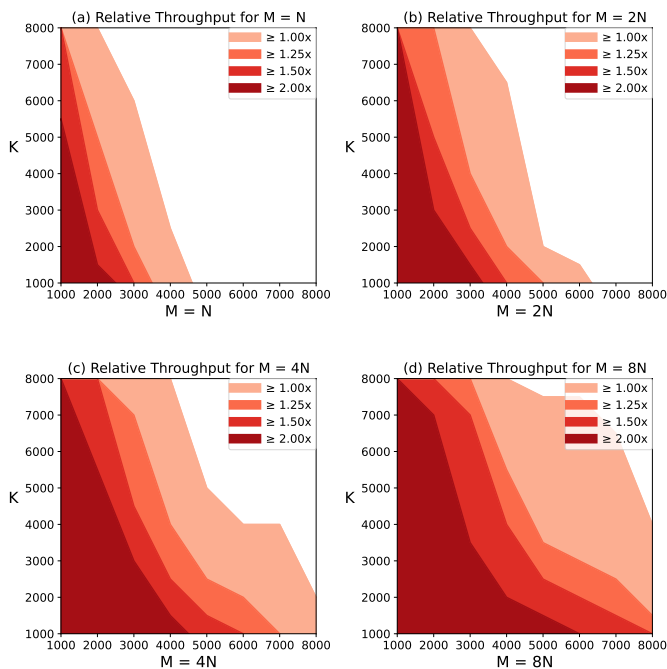 (a) Relative Throughput for M = N
8000
7000
6000
5000
4000
3000
2000
1000
K
≥ 1.00x
≥ 1.25x
≥ 1.50x
≥ 2.00x
1000 2000 3000 4000 5000 6000 7000 8000
M = N
(b) Relative Throughput for M = 2N
8000
7000
6000
5000
4000
3000
2000
1000
K
≥ 1.00x
≥ 1.25x
≥ 1.50x
≥ 2.00x
1000 2000 3000 4000 5000 6000 7000 8000
M = 2N
(c) Relative Throughput for M = 4N
8000
7000
6000
5000
4000
3000
2000
1000
K
≥ 1.00x
≥ 1.25x
≥ 1.50x
≥ 2.00x
1000 2000 3000 4000 5000 6000 7000 8000
M = 4N
(d) Relative Throughput for M = 8N
8000
7000
6000
5000
4000
3000
2000
1000
K
≥ 1.00x
≥ 1.25x
≥ 1.50x
≥ 2.00x
1000 2000 3000 4000 5000 6000 7000 8000
M = 8N